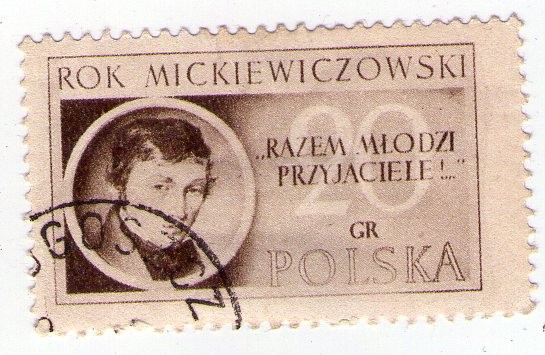 ROK MICKIEWICZOWSKI
20
„RAZEM MŁODZI
PRZYJACIELE!..."
GR
POLSKA